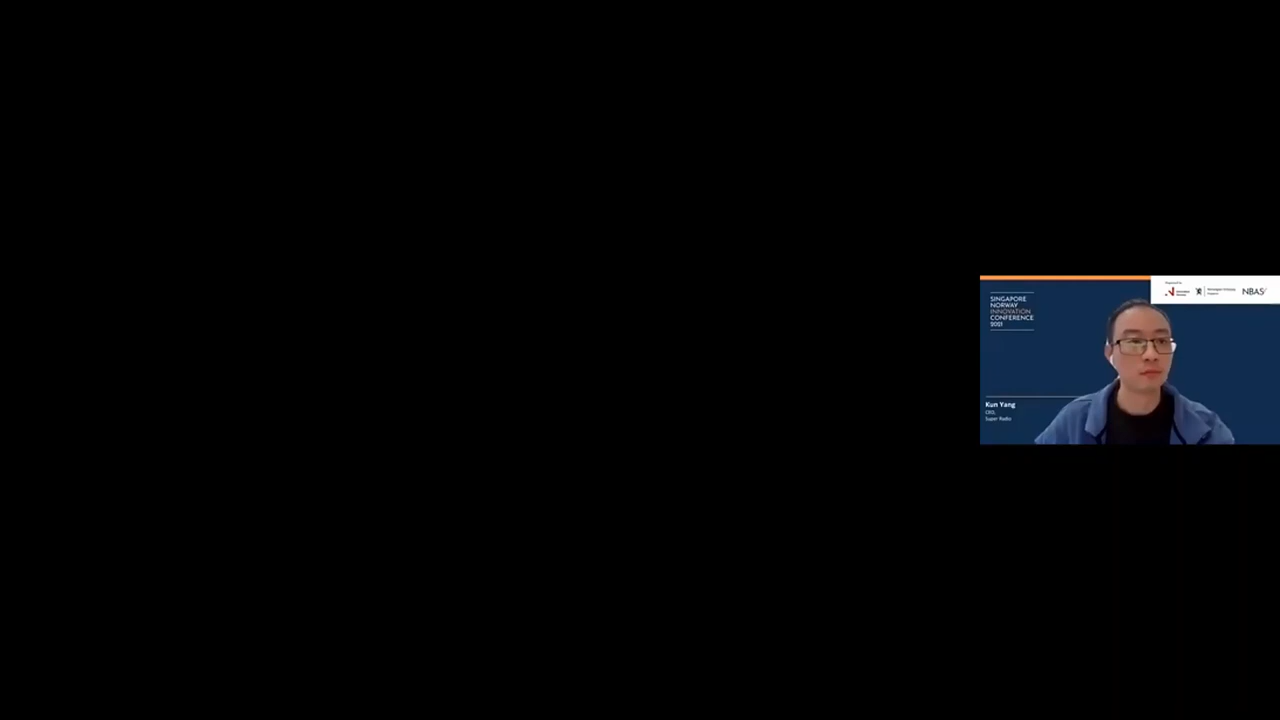 SINGAPORE
NORWAY
INNOVATION
CONFERENCE
2021
NBAS
Kun Yang
CEO,
Super Radio